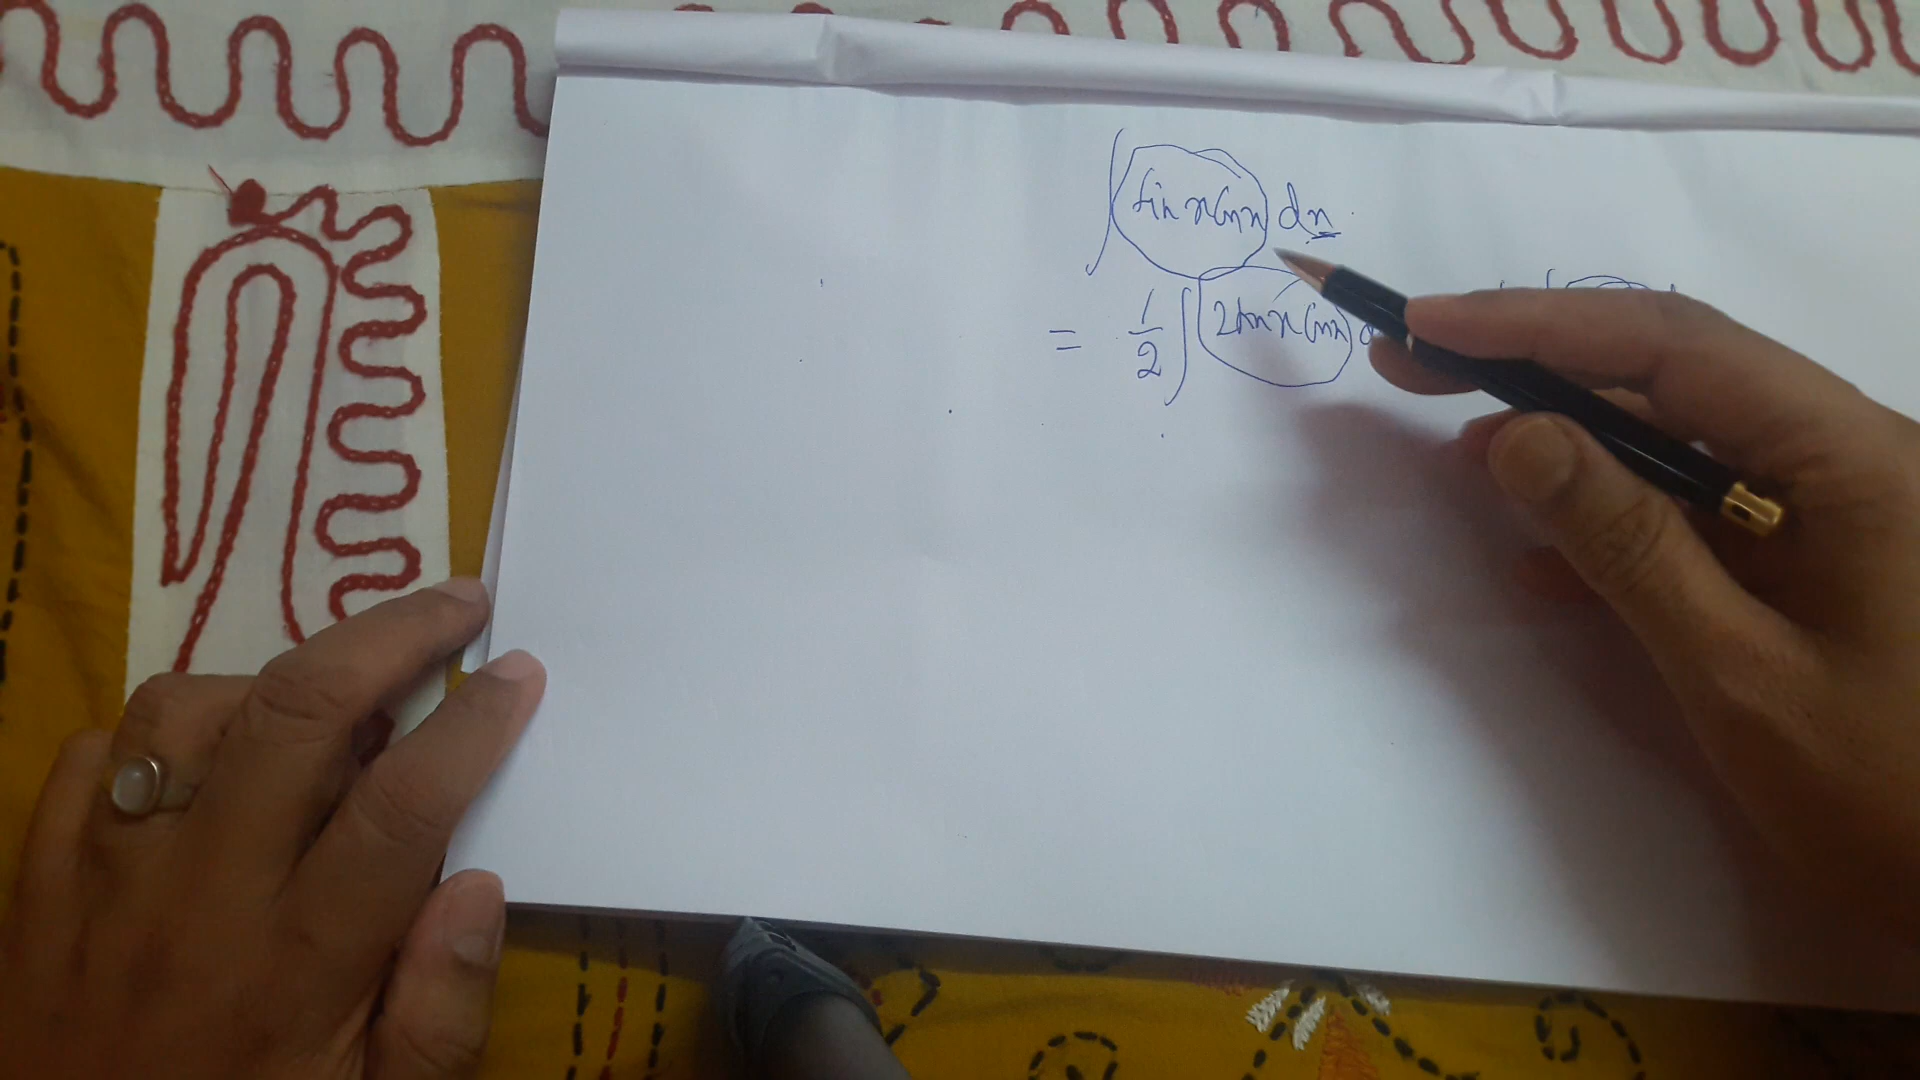 ∫ sin x cos x dx.
= 1/2 ∫ 2 sin x cos x d